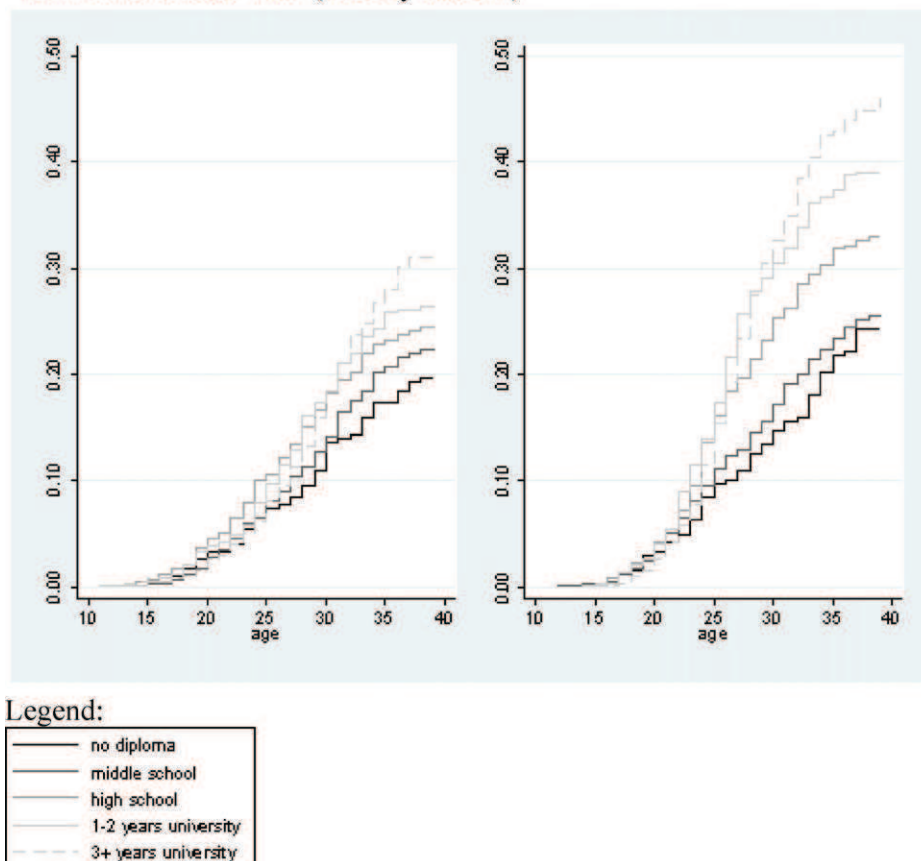 0.50
0.40
0.30
0.20
0.10
0.00
10 15 20 25 30 35 40
age
0.50
0.40
0.30
0.20
0.10
0.00
10 15 20 25 30 35 40
age
Legend:
no diploma
middle school
high school
1-2 years university
3+ years university